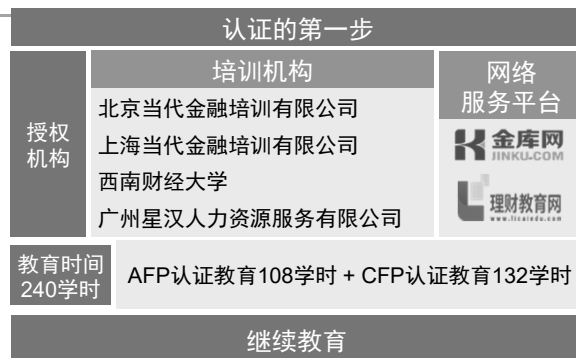 认证的第一步
培训机构
网络
服务平台
授权
机构
北京当代金融培训有限公司
上海当代金融培训有限公司
西南财经大学
广州星汉人力资源服务有限公司
金库网
JINKU.COM
理财教育网
www.licaiedu.com
教育时间
240学时
AFP认证教育108学时 + CFP认证教育132学时
继续教育